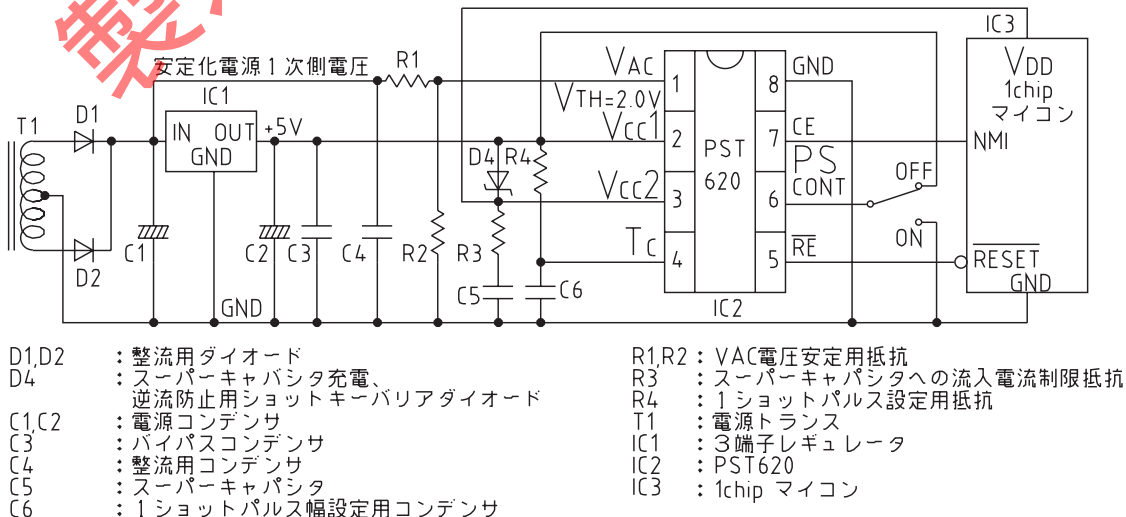 製
安定化電源1次側電圧
R1
IC3
T1
D1
IC1
IN OUT
GND
+5V
VAC
VTH=2.0V
VCC1
VCC2
TC
1
2
3
4
PST
620
8
7
6
5
GND
CE
PS
CONT
RE
OFF
ON
VDD
1chip
マイコン
NMI
RESET
GND
D4
R4
D2
C1
C2
C3
C4
R2
R3
C5
C6
GND
IC2
D1,D2 :整流用ダイオード
D4 :スーパーキャパシタ充電、
逆流防止用ショットキーバリアダイオード
C1,C2 :電源コンデンサ
C3 :バイパスコンデンサ
C4 :整流用コンデンサ
C5 :スーパーキャパシタ
C6 :1ショットパルス幅設定用コンデンサ
R1,R2 :VAC電圧安定用抵抗
R3 :スーパーキャパシタへの流入電流制限抵抗
R4 :1ショットパルス設定用抵抗
T1 :電源トランス
IC1 :3端子レギュレータ
IC2 :PST620
IC3 :1chip マイコン